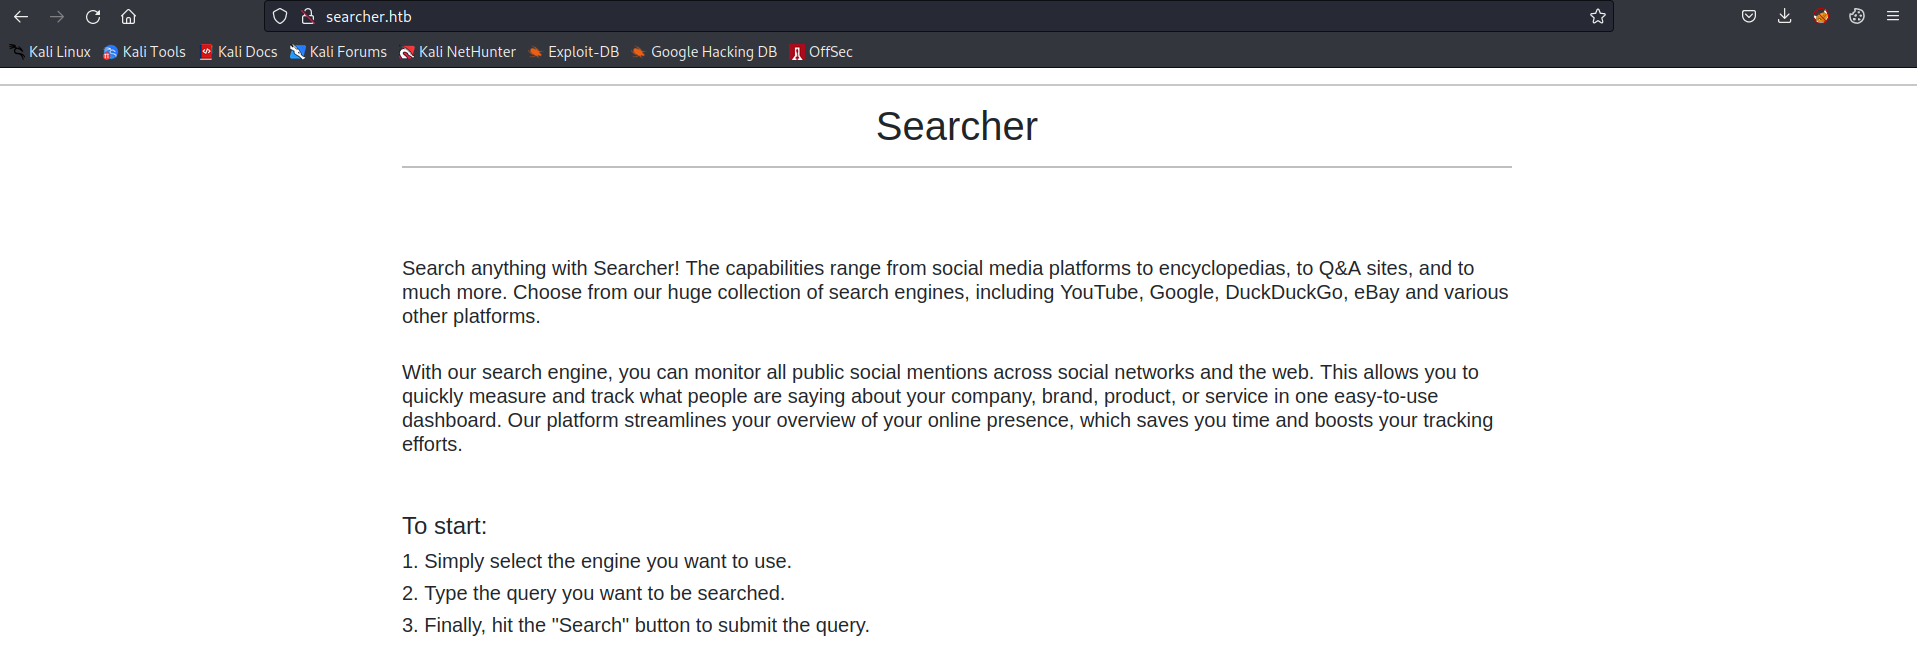 searcher.htb
Kali Linux Kali Tools Kali Docs Kali Forums Kali NetHunter Exploit-DB Google Hacking DB OffSec
Searcher
Search anything with Searcher! The capabilities range from social media platforms to encyclopedias, to Q&A sites, and to
much more. Choose from our huge collection of search engines, including YouTube, Google, DuckDuckGo, eBay and various
other platforms.
With our search engine, you can monitor all public social mentions across social networks and the web. This allows you to
quickly measure and track what people are saying about your company, brand, product, or service in one easy-to-use
dashboard. Our platform streamlines your overview of your online presence, which saves you time and boosts your tracking
efforts.
To start:
1. Simply select the engine you want to use.
2. Type the query you want to be searched.
3. Finally, hit the "Search" button to submit the query.